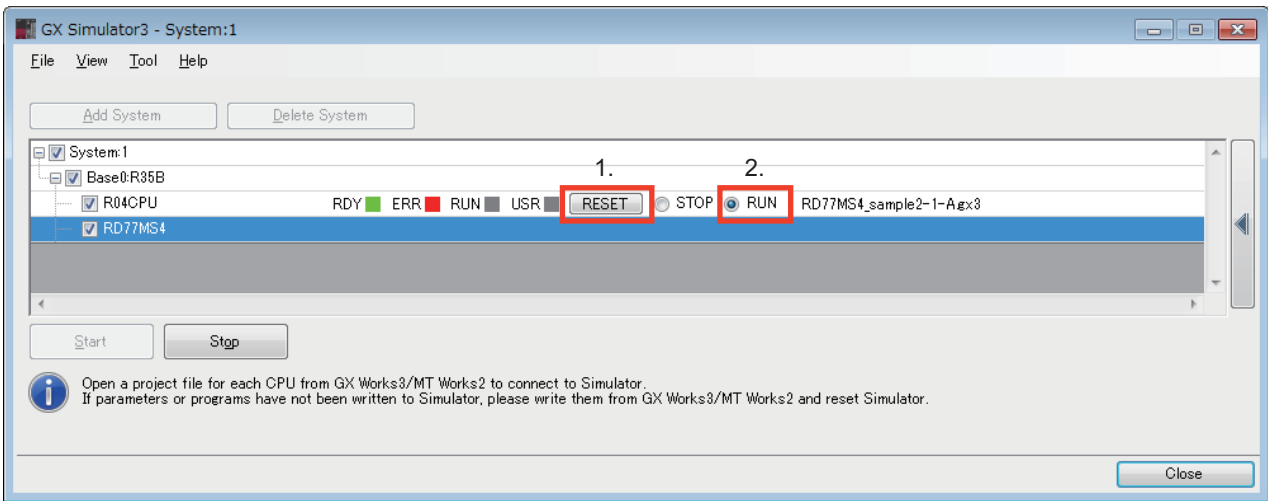 GX Simulator3 - System:1
File View Tool Help
Add System Delete System
System:1
Base0:R35B
1. 2.
R04CPU RDY ERR RUN USR RESET STOP RUN RD77MS4_sample2-1-A.gx3
RD77MS4
Start Stop
Open a project file for each CPU from GX Works3/MT Works2 to connect to Simulator.
If parameters or programs have not been written to Simulator, please write them from GX Works3/MT Works2 and reset Simulator.
Close